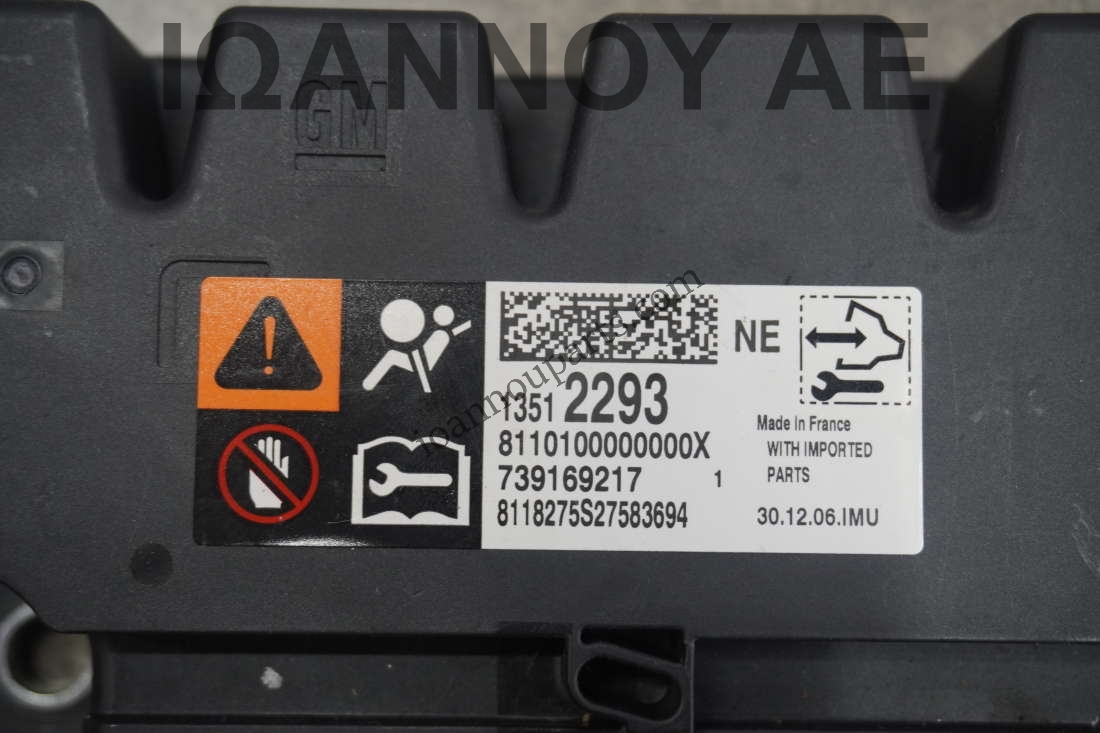 ΙΩΑΝΝΟΥ ΑΕ
GM
ioannouparts.com
NE
1351 2293
8110100000000X
739169217 1
8118275S27583694
Made In France
WITH IMPORTED
PARTS
30.12.06.IMU